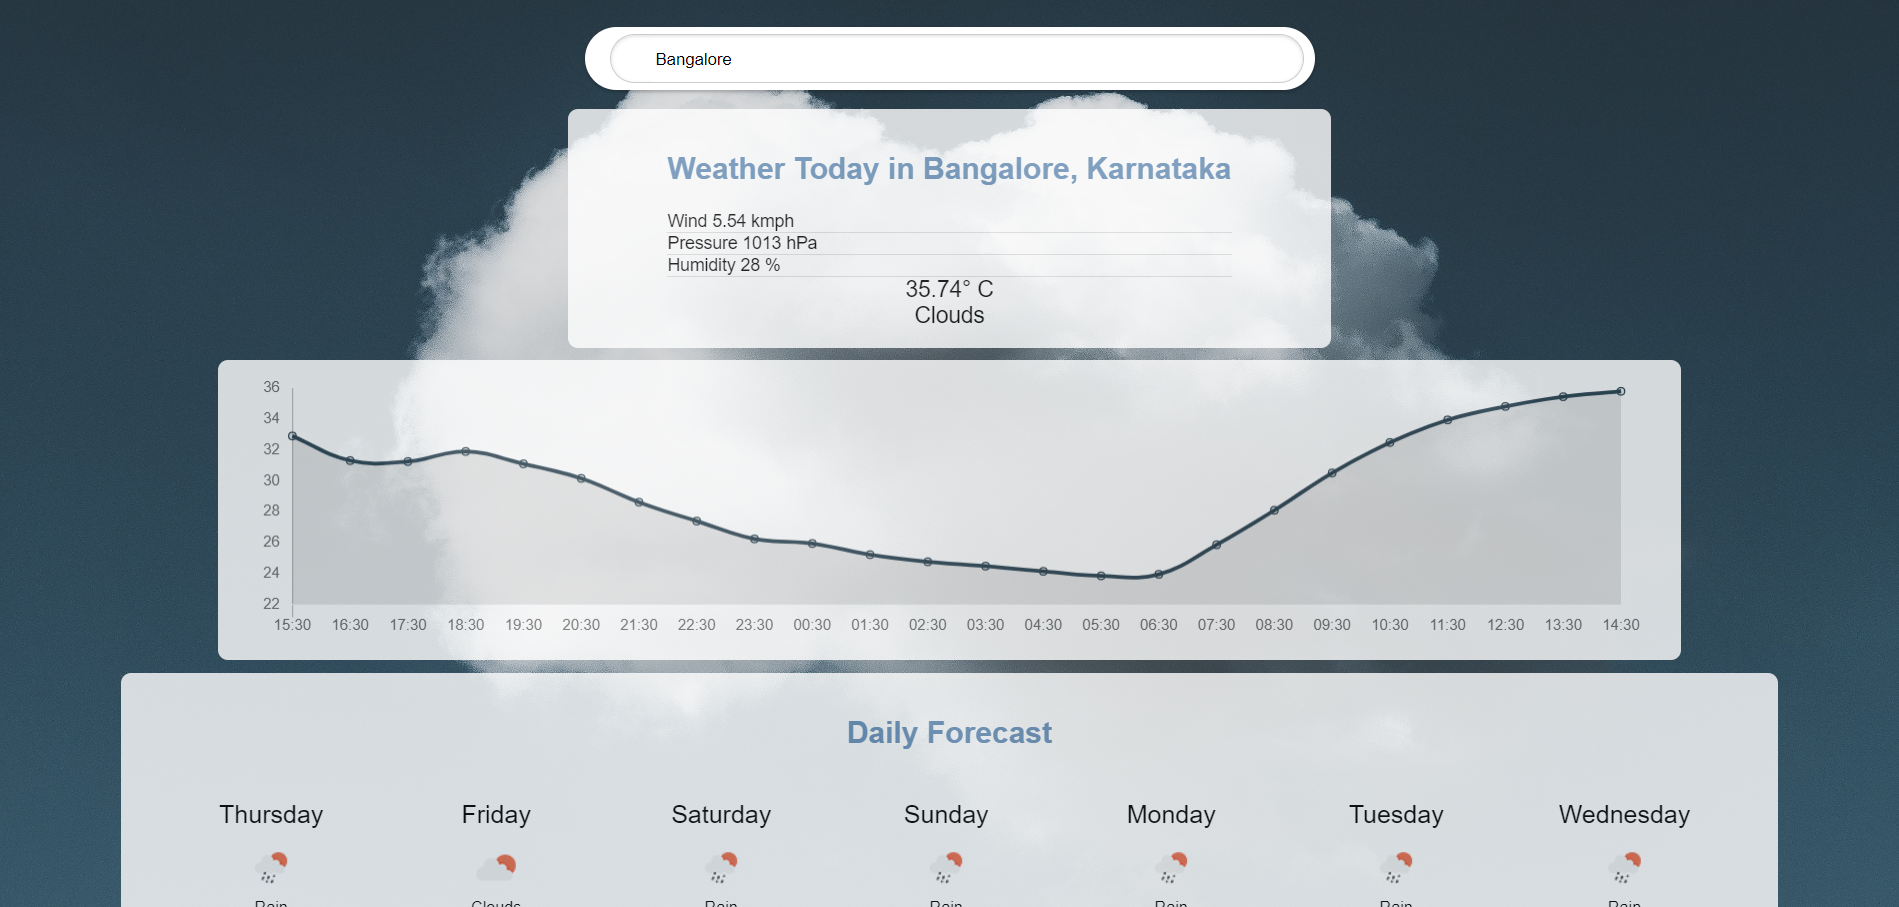 Bangalore
Weather Today in Bangalore, Karnataka
Wind 5.54 kmph
Pressure 1013 hPa
Humidity 28 %
35.74° C
Clouds
36
34
32
30
28
26
24
22
15:30 16:30 17:30 18:30 19:30 20:30 21:30 22:30 23:30 00:30 01:30 02:30 03:30 04:30 05:30 06:30 07:30 08:30 09:30 10:30 11:30 12:30 13:30 14:30
Daily Forecast
Thursday Friday Saturday Sunday Monday Tuesday Wednesday
Rain Clouds Rain Rain Rain Rain Rain